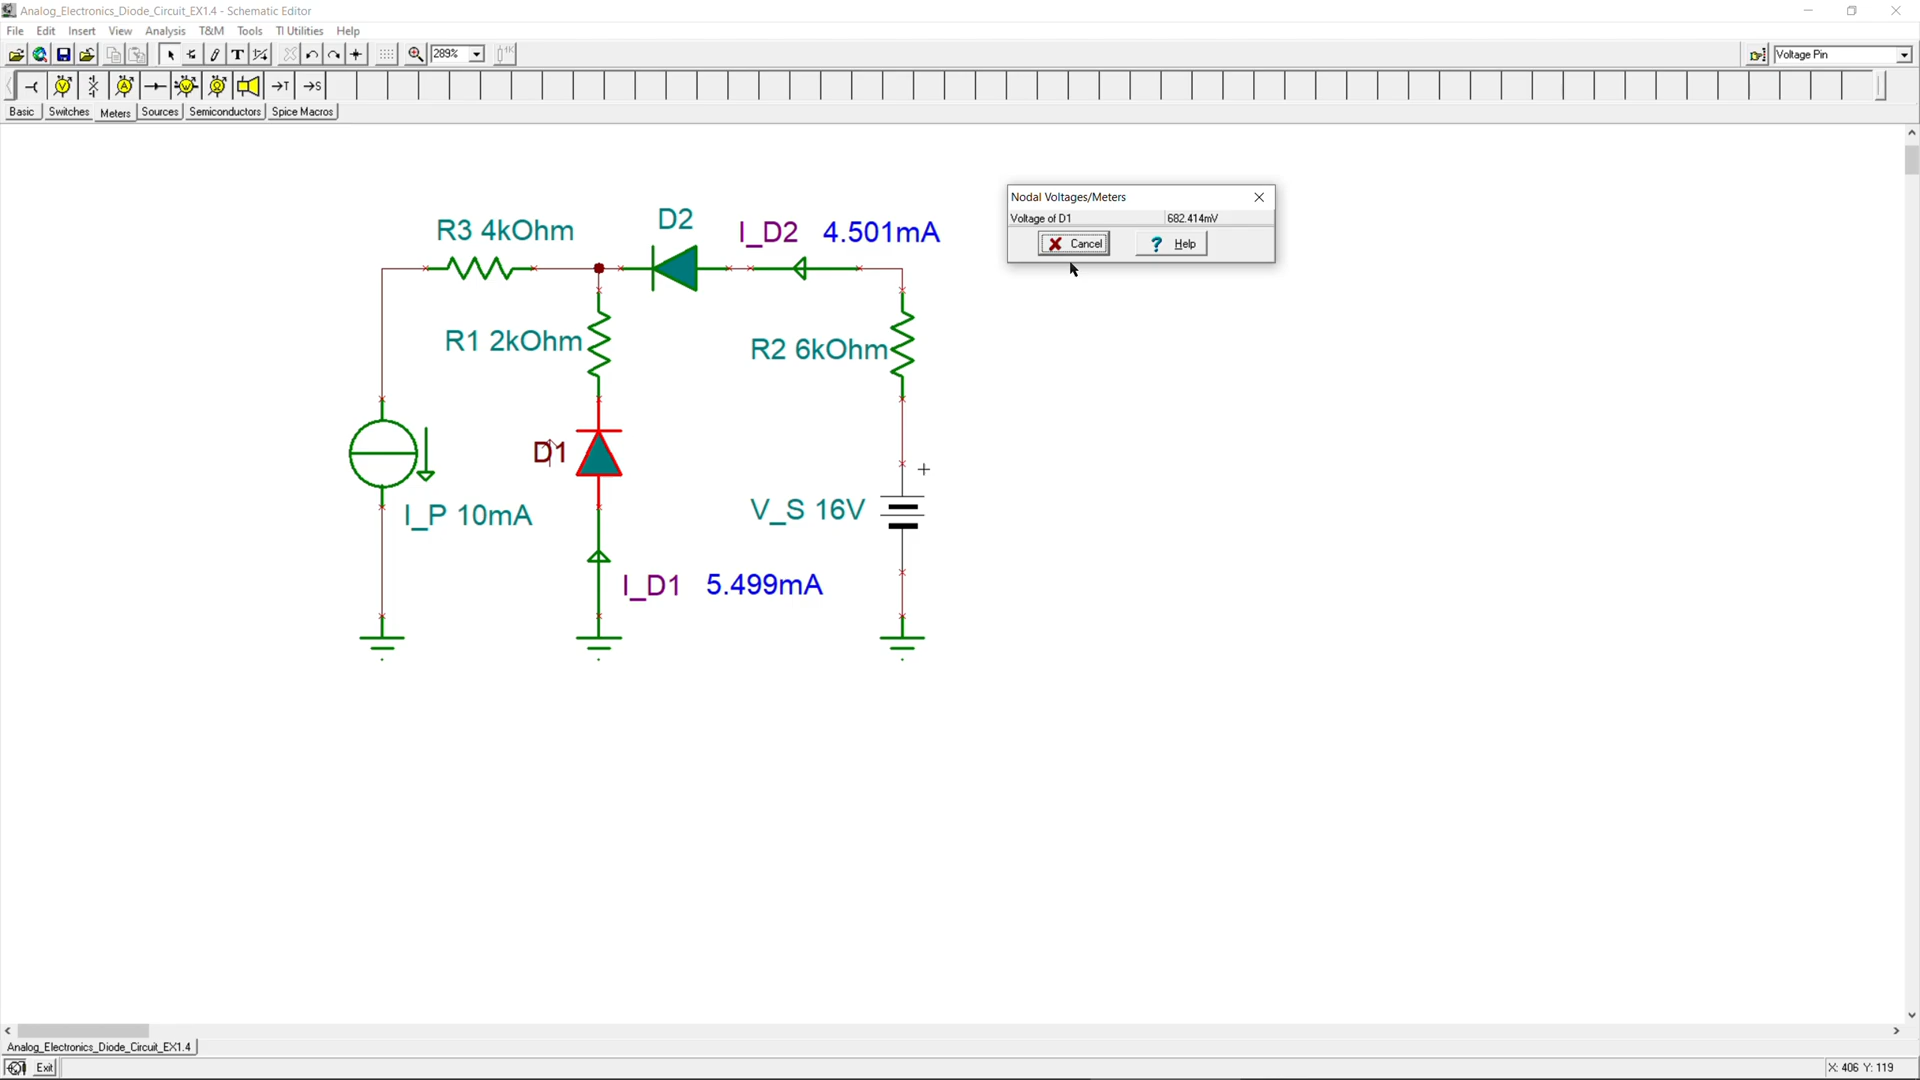 Analog_Electronics_Diode_Circuit_EX1.4 - Schematic Editor
File Edit Insert View Analysis T&M Tools TI Utilities Help
289% Voltage Pin
Basic Switches Meters Sources Semiconductors Spice Macros
Nodal Voltages/Meters
Voltage of D1 682.414mV
Cancel Help
R3 4kOhm D2 I_D2 4.501mA
R1 2kOhm R2 6kOhm
D1
+
I_P 10mA V_S 16V
I_D1 5.499mA
Analog_Electronics_Diode_Circuit_EX1.4
Exit X: 406 Y: 119